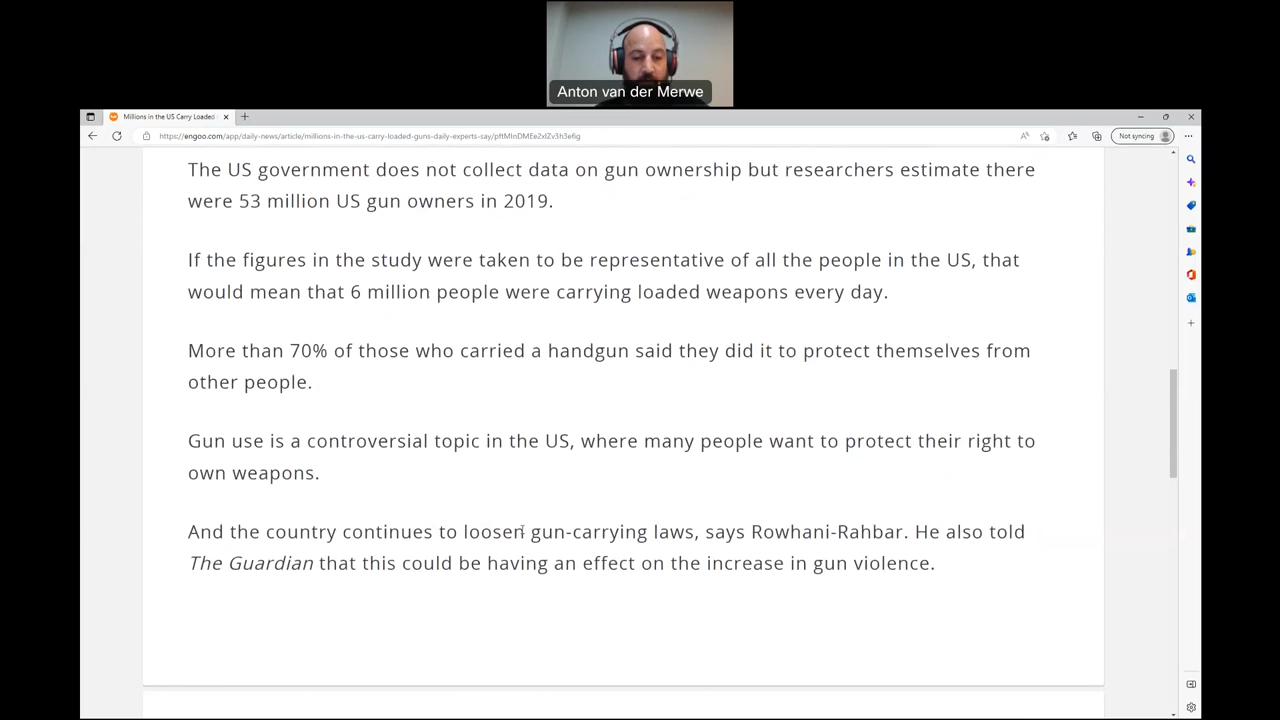 Anton van der Merwe
Millions in the US Carry Loaded
https://engoo.com/app/daily-news/article/millions-in-the-us-carry-loaded-guns-daily-experts-say/pftMInDMEe2xlZv3h3efig
Not syncing
The US government does not collect data on gun ownership but researchers estimate there
were 53 million US gun owners in 2019.
If the figures in the study were taken to be representative of all the people in the US, that
would mean that 6 million people were carrying loaded weapons every day.
More than 70% of those who carried a handgun said they did it to protect themselves from
other people.
Gun use is a controversial topic in the US, where many people want to protect their right to
own weapons.
And the country continues to loosen gun-carrying laws, says Rowhani-Rahbar. He also told
The Guardian that this could be having an effect on the increase in gun violence.